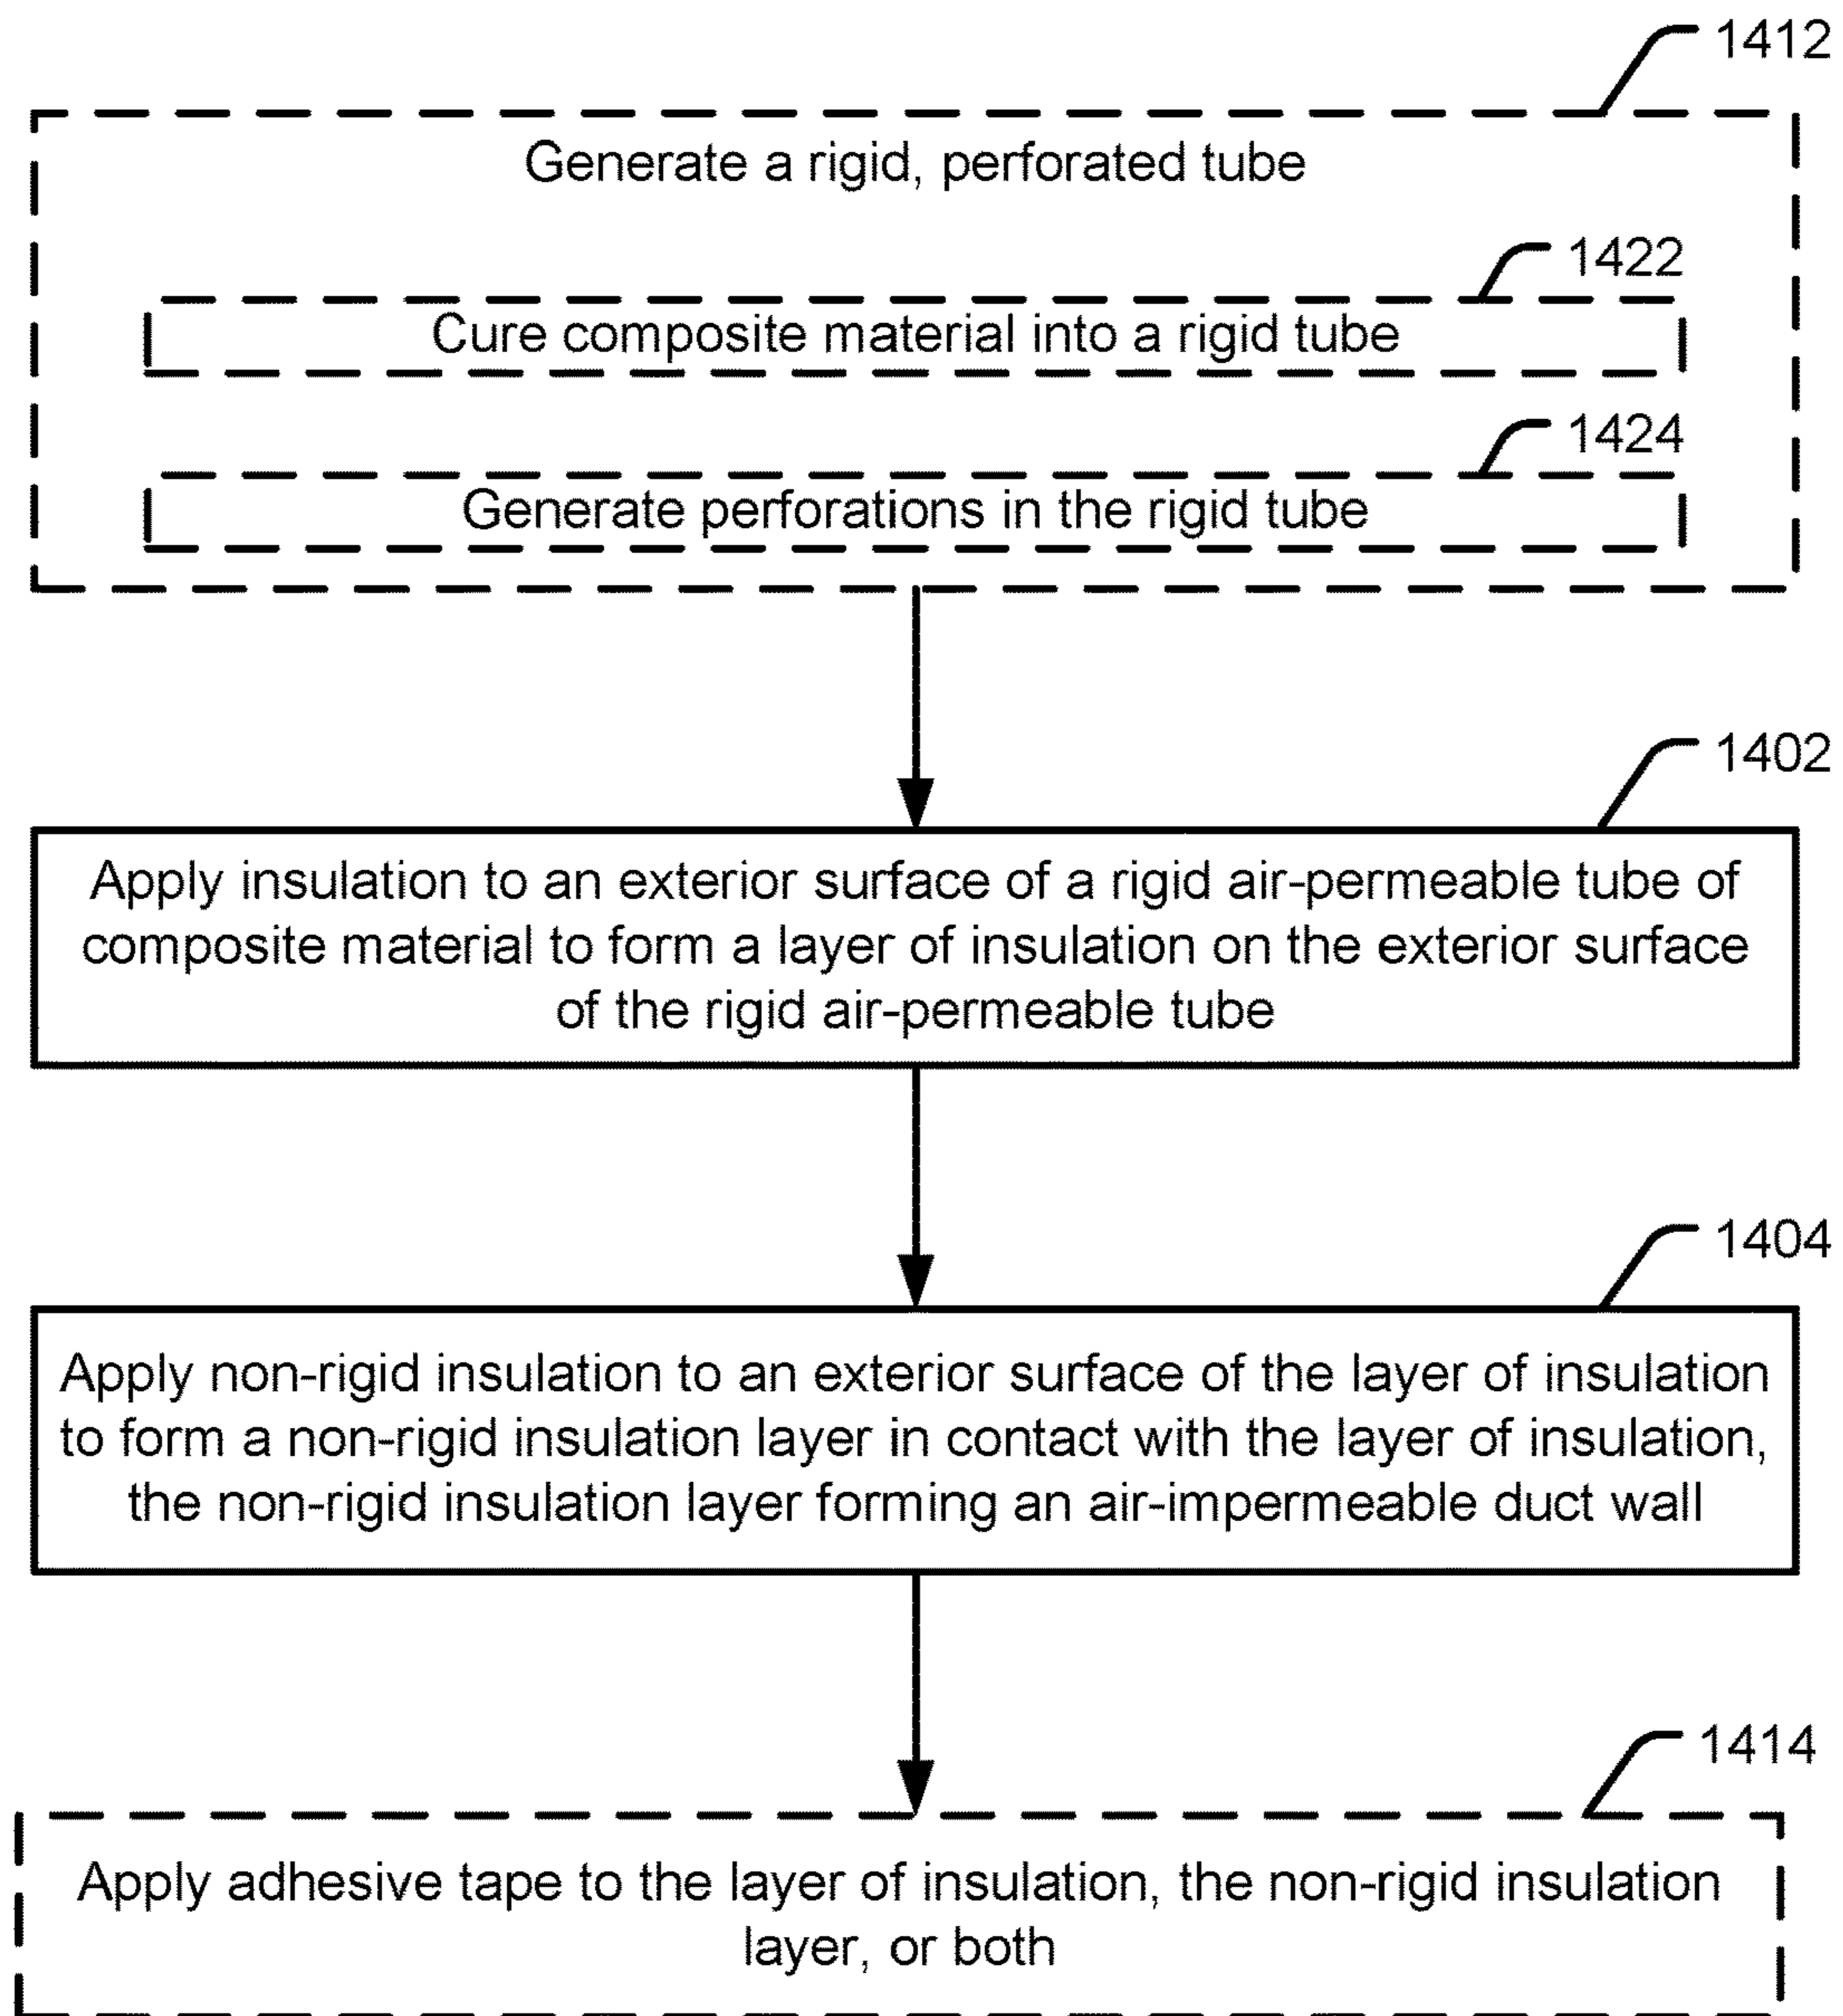 1412
Generate a rigid, perforated tube
1422
Cure composite material into a rigid tube
1424
Generate perforations in the rigid tube
1402
Apply insulation to an exterior surface of a rigid air-permeable tube of
composite material to form a layer of insulation on the exterior surface
of the rigid air-permeable tube
1404
Apply non-rigid insulation to an exterior surface of the layer of insulation
to form a non-rigid insulation layer in contact with the layer of insulation,
the non-rigid insulation layer forming an air-impermeable duct wall
1414
Apply adhesive tape to the layer of insulation, the non-rigid insulation
layer, or both